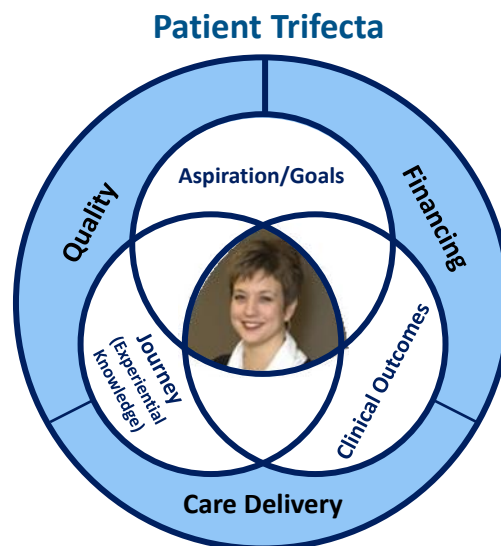 Patient Trifecta
Quality
Financing
Aspiration/Goals
Journey
(Experiential
Knowledge)
Clinical Outcomes
Care Delivery